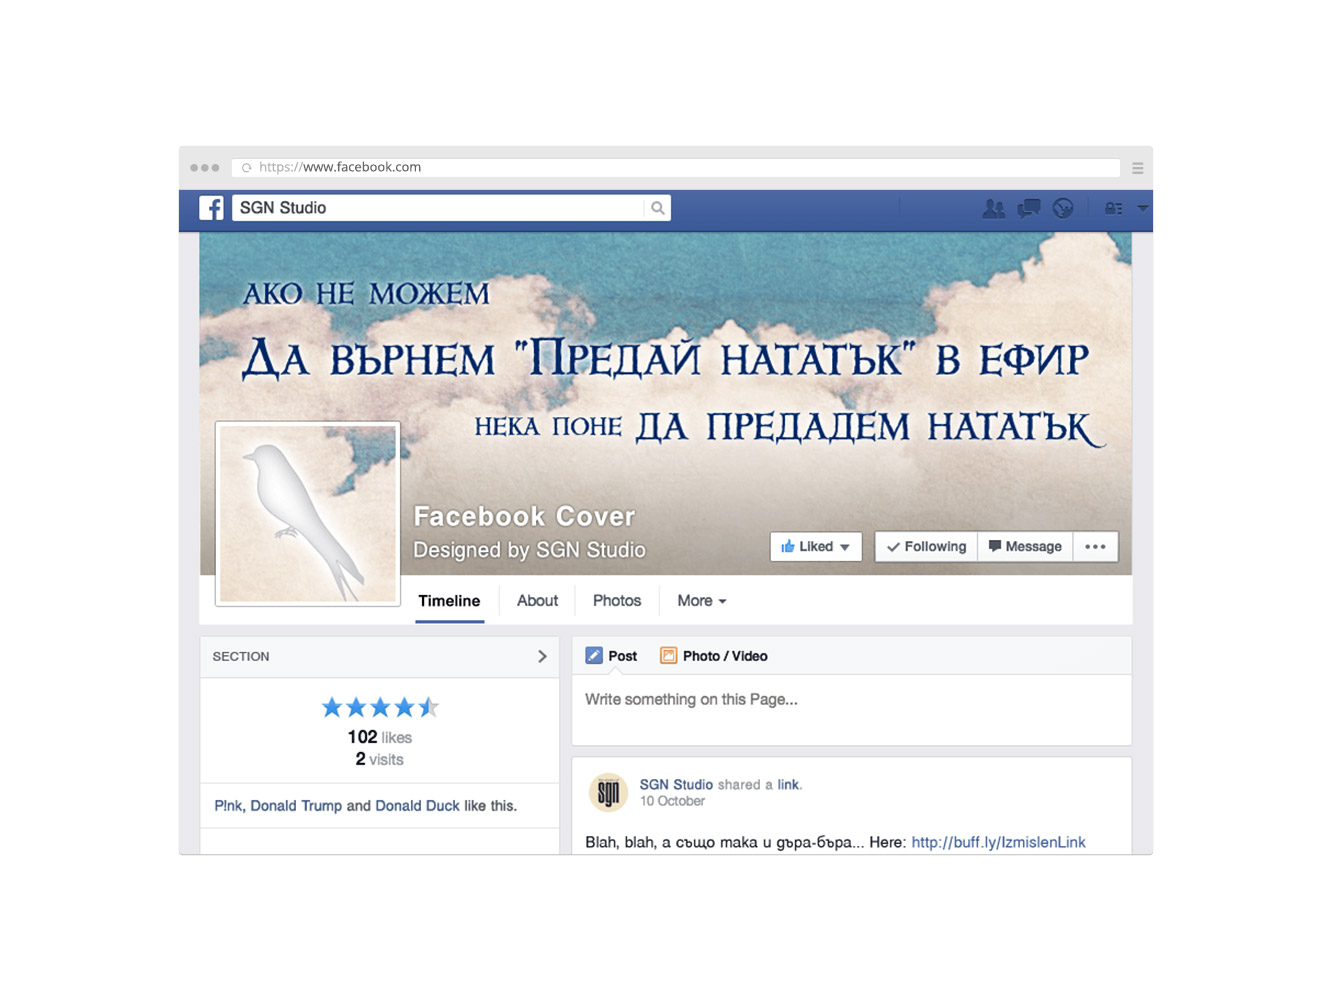 https://www.facebook.com
SGN Studio
АКО НЕ МОЖЕМ
ДА ВЪРНЕМ "ПРЕДАЙ НАТАТЪК" В ЕФИР
НЕКА ПОНЕ ДА ПРЕДАДЕМ НАТАТЪК
Facebook Cover
Designed by SGN Studio
Liked
Following
Message
Timeline
About
Photos
More
SECTION
102 likes
2 visits
P!nk, Donald Trump and Donald Duck like this.
Post
Photo / Video
Write something on this Page...
sgn
SGN Studio shared a link.
10 October
Blah, blah, а също така и дъра-бъра... Here: http://buff.ly/IzmislenLink